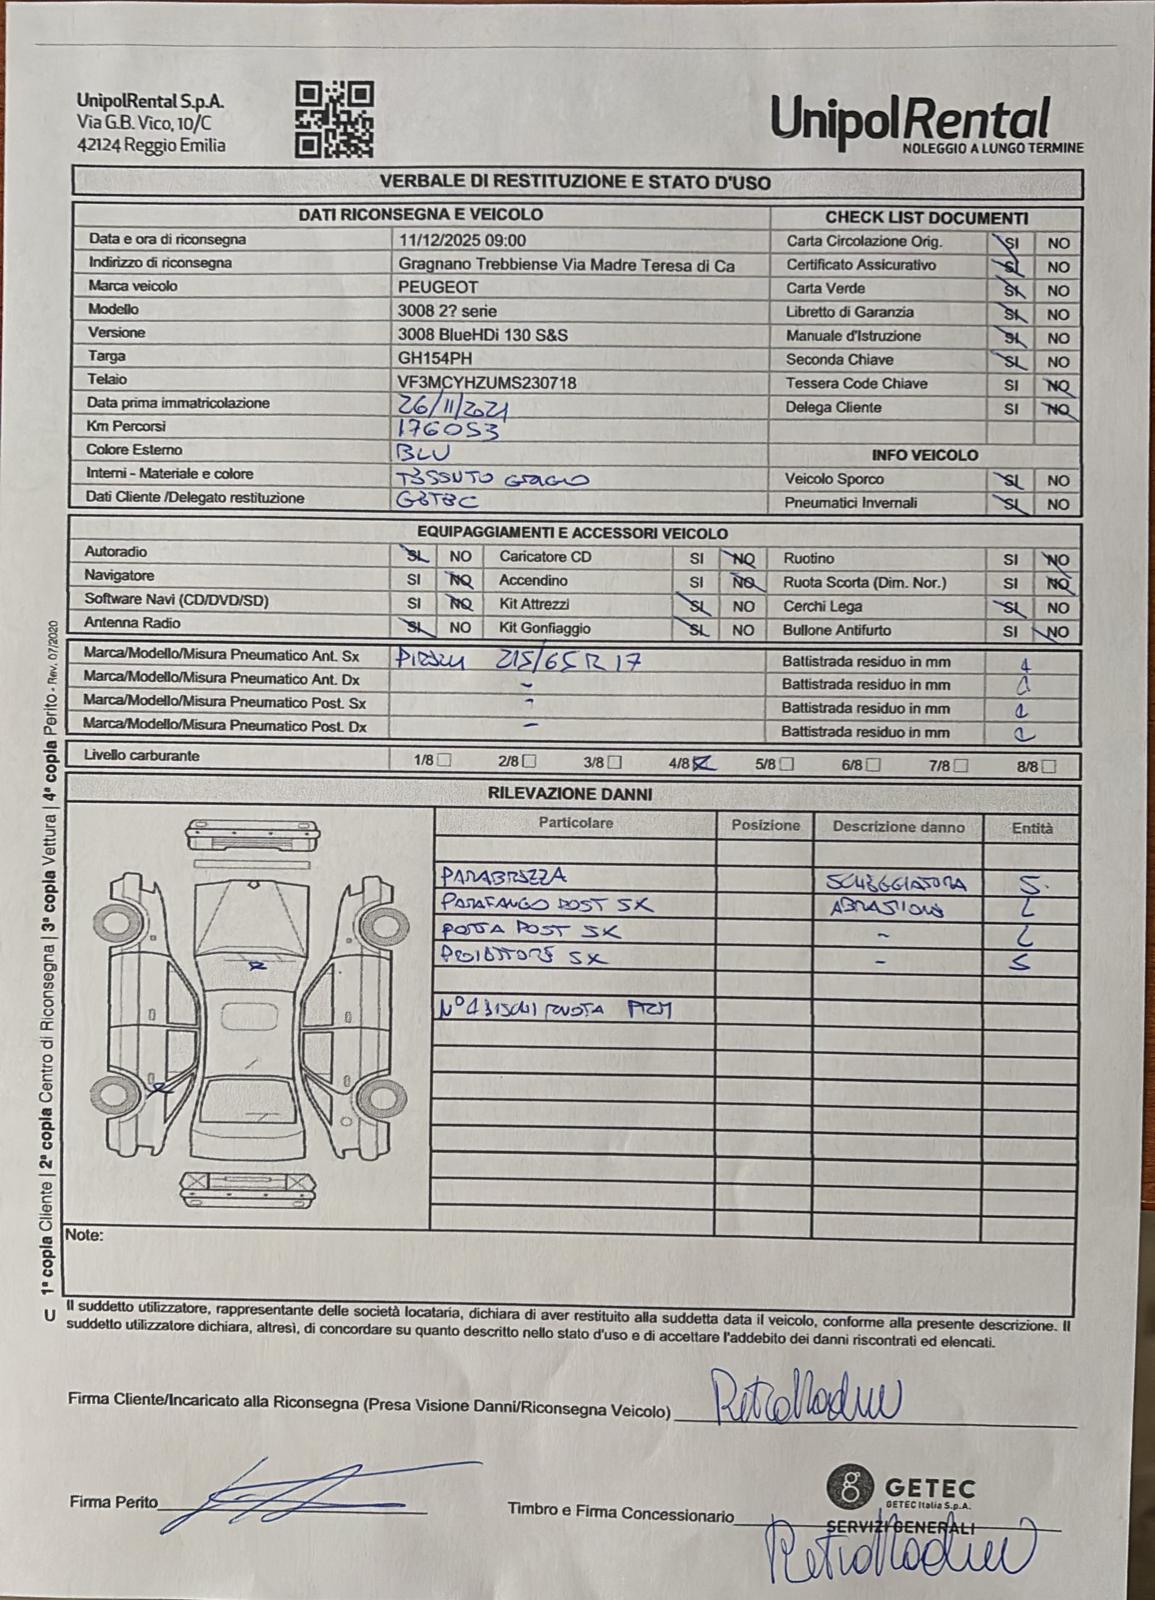 UnipolRental S.p.A.
Via G.B. Vico, 10/C
42124 Reggio Emilia
UnipolRental
NOLEGGIO A LUNGO TERMINE
VERBALE DI RESTITUZIONE E STATO D'USO
DATI RICONSEGNA E VEICOLO
Data e ora di riconsegna 11/12/2025 09:00
Indirizzo di riconsegna Gragnano Trebbiense Via Madre Teresa di Ca
Marca veicolo PEUGEOT
Modello 3008 2? serie
Versione 3008 BlueHDi 130 S&S
Targa GH154PH
Telaio VF3MCYHZUMS230718
Data prima immatricolazione 26/11/2021
Km Percorsi 176053
Colore Esterno BLU
Interni - Materiale e colore TESSUTO GRIGIO
Dati Cliente /Delegato restituzione GETEC
CHECK LIST DOCUMENTI
Carta Circolazione Orig. SI NO
Certificato Assicurativo SI NO
Carta Verde SI NO
Libretto di Garanzia SI NO
Manuale d'Istruzione SI NO
Seconda Chiave SI NO
Tessera Code Chiave SI NO
Delega Cliente SI NO
INFO VEICOLO
Veicolo Sporco SI NO
Pneumatici Invernali SI NO
EQUIPAGGIAMENTI E ACCESSORI VEICOLO
Autoradio SI NO Caricatore CD SI NO Ruotino SI NO
Navigatore SI NO Accendino SI NO Ruota Scorta (Dim. Nor.) SI NO
Software Navi (CD/DVD/SD) SI NO Kit Attrezzi SI NO Cerchi Lega SI NO
Antenna Radio SI NO Kit Gonfiaggio SI NO Bullone Antifurto SI NO
Marca/Modello/Misura Pneumatico Ant. Sx 215/65 R 17 Battistrada residuo in mm
Marca/Modello/Misura Pneumatico Ant. Dx Battistrada residuo in mm
Marca/Modello/Misura Pneumatico Post. Sx Battistrada residuo in mm
Marca/Modello/Misura Pneumatico Post. Dx Battistrada residuo in mm
Livello carburante 1/8 2/8 3/8 4/8 5/8 6/8 7/8 8/8
RILEVAZIONE DANNI
Particolare Posizione Descrizione danno Entità
PARABREZZA SCHEGGIATURA S.
PARAFANGO POST SX ABRASIONE L
PORTA POST SX - L
SX - S
Note:
Il suddetto utilizzatore, rappresentante delle società locataria, dichiara di aver restituito alla suddetta data il veicolo, conforme alla presente descrizione. Il
suddetto utilizzatore dichiara, altresì, di concordare su quanto descritto nello stato d'uso e di accettare l'addebito dei danni riscontrati ed elencati.
Firma Cliente/Incaricato alla Riconsegna (Presa Visione Danni/Riconsegna Veicolo)
Firma Perito
Timbro e Firma Concessionario
GETEC
GETEC Italia S.p.A.
SERVIZI GENERALI
U 1ª copia Cliente | 2ª copia Centro di Riconsegna | 3ª copia Vettura | 4ª copia Perito - Rev. 07/2020